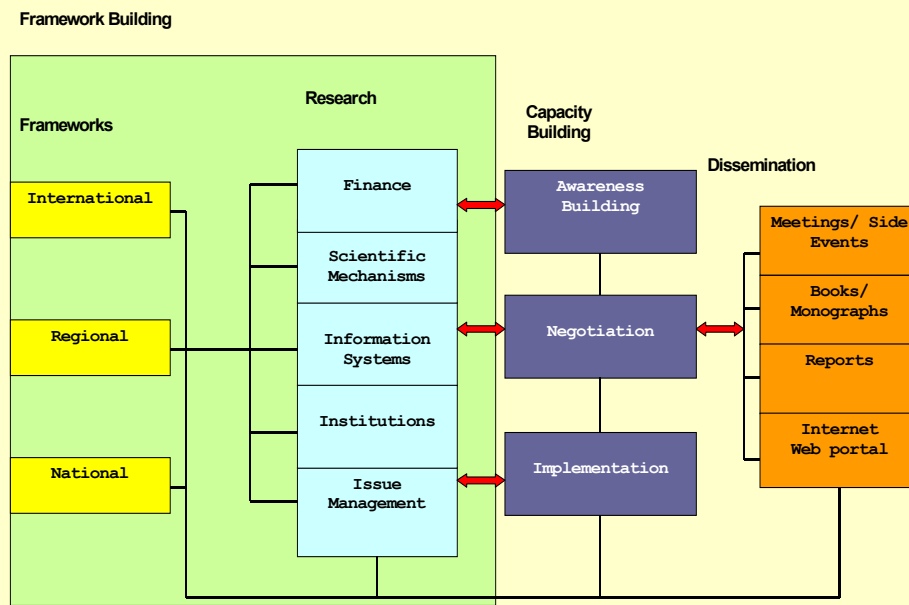 Framework Building
Frameworks
International
Regional
National
Research
Finance
Scientific
Mechanisms
Information
Systems
Institutions
Issue
Management
Capacity
Building
Awareness
Building
Negotiation
Implementation
Dissemination
Meetings/ Side
Events
Books/
Monographs
Reports
Internet
Web portal